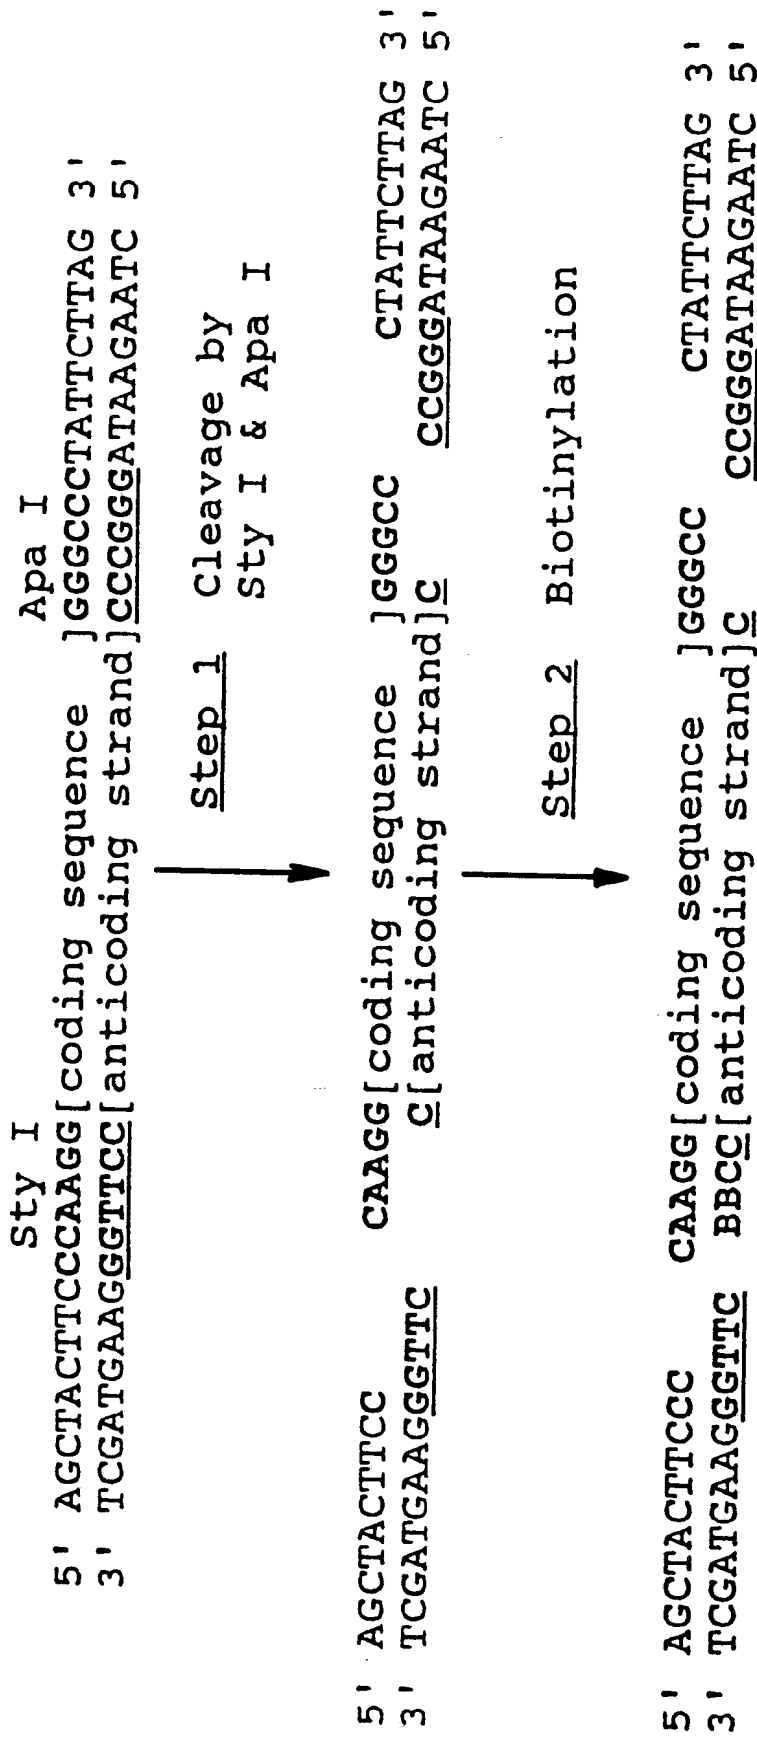 Sty I Apa I
5' AGCTACTTCCCAAGG[coding sequence ]GGGCCCTATTCTTAG 3'
3' TCGATGAAGGGTTCC[anticoding strand]CCCGGGATAAGAATC 5'
Step 1 Cleavage by
Sty I & Apa I
5' AGCTACTTCC CAAGG[coding sequence ]GGGCC CTATTCTTAG 3'
3' TCGATGAAGGGTTC C[anticoding strand]C CCGGGATAAGAATC 5'
Step 2 Biotinylation
5' AGCTACTTCCC CAAGG[coding sequence ]GGGCC CTATTCTTAG 3'
3' TCGATGAAGGGTTC BBCC[anticoding strand]C CCGGGATAAGAATC 5'